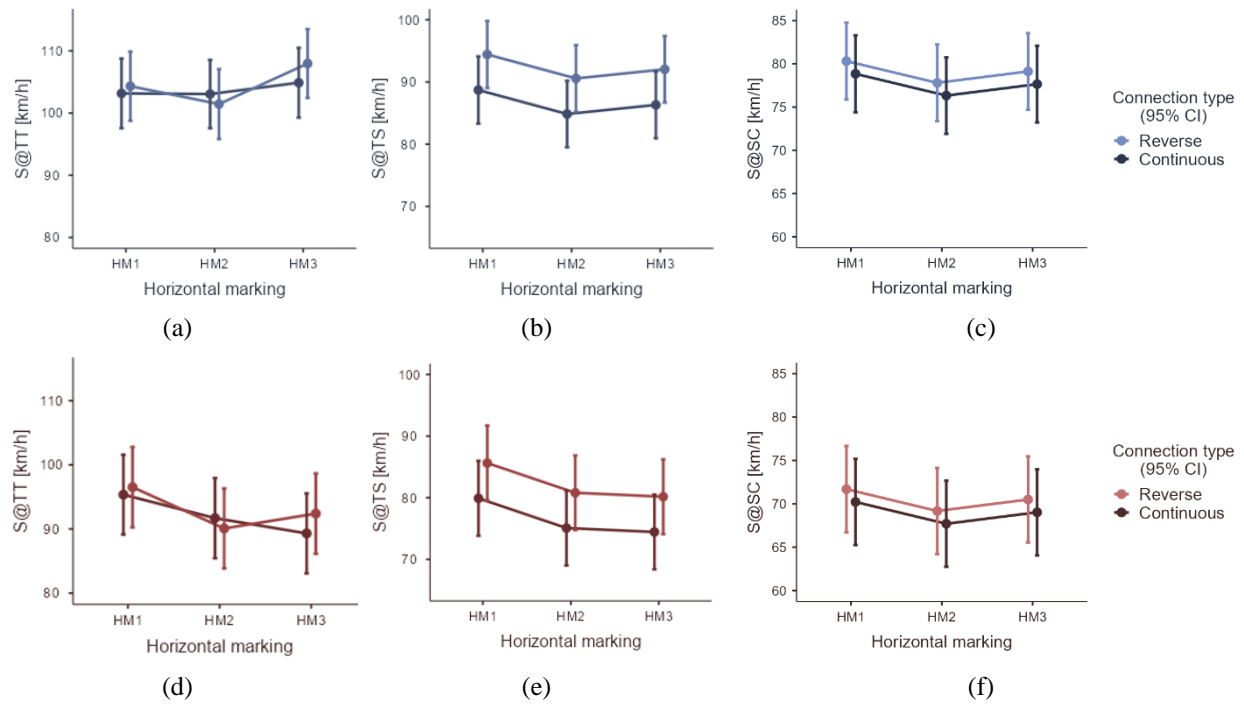 S@TT [km/h]
110
100
90
80
HM1 HM2 HM3
Horizontal marking
(a)
S@TS [km/h]
100
90
80
70
HM1 HM2 HM3
Horizontal marking
(b)
S@SC [km/h]
85
80
75
70
65
60
HM1 HM2 HM3
Horizontal marking
(c)
Connection type
(95% CI)
Reverse
Continuous
S@TT [km/h]
110
100
90
80
HM1 HM2 HM3
Horizontal marking
(d)
S@TS [km/h]
100
90
80
70
HM1 HM2 HM3
Horizontal marking
(e)
S@SC [km/h]
85
80
75
70
65
60
HM1 HM2 HM3
Horizontal marking
(f)
Connection type
(95% CI)
Reverse
Continuous